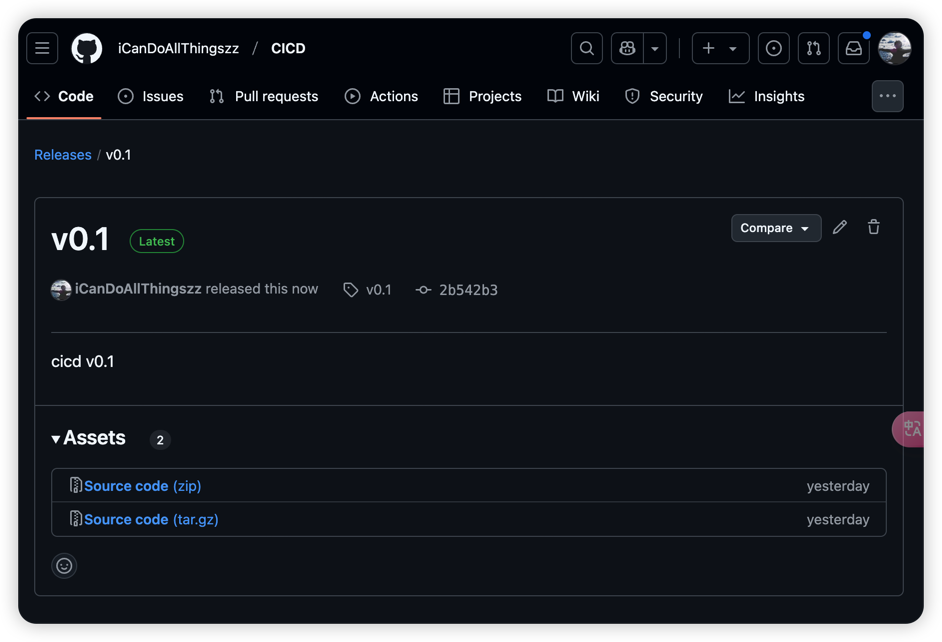 iCanDoAllThingszz / CICD
Code Issues Pull requests Actions Projects Wiki Security Insights
Releases / v0.1
v0.1 Latest
Compare
iCanDoAllThingszz released this now v0.1 2b542b3
cicd v0.1
Assets 2
Source code (zip) yesterday
Source code (tar.gz) yesterday
中A